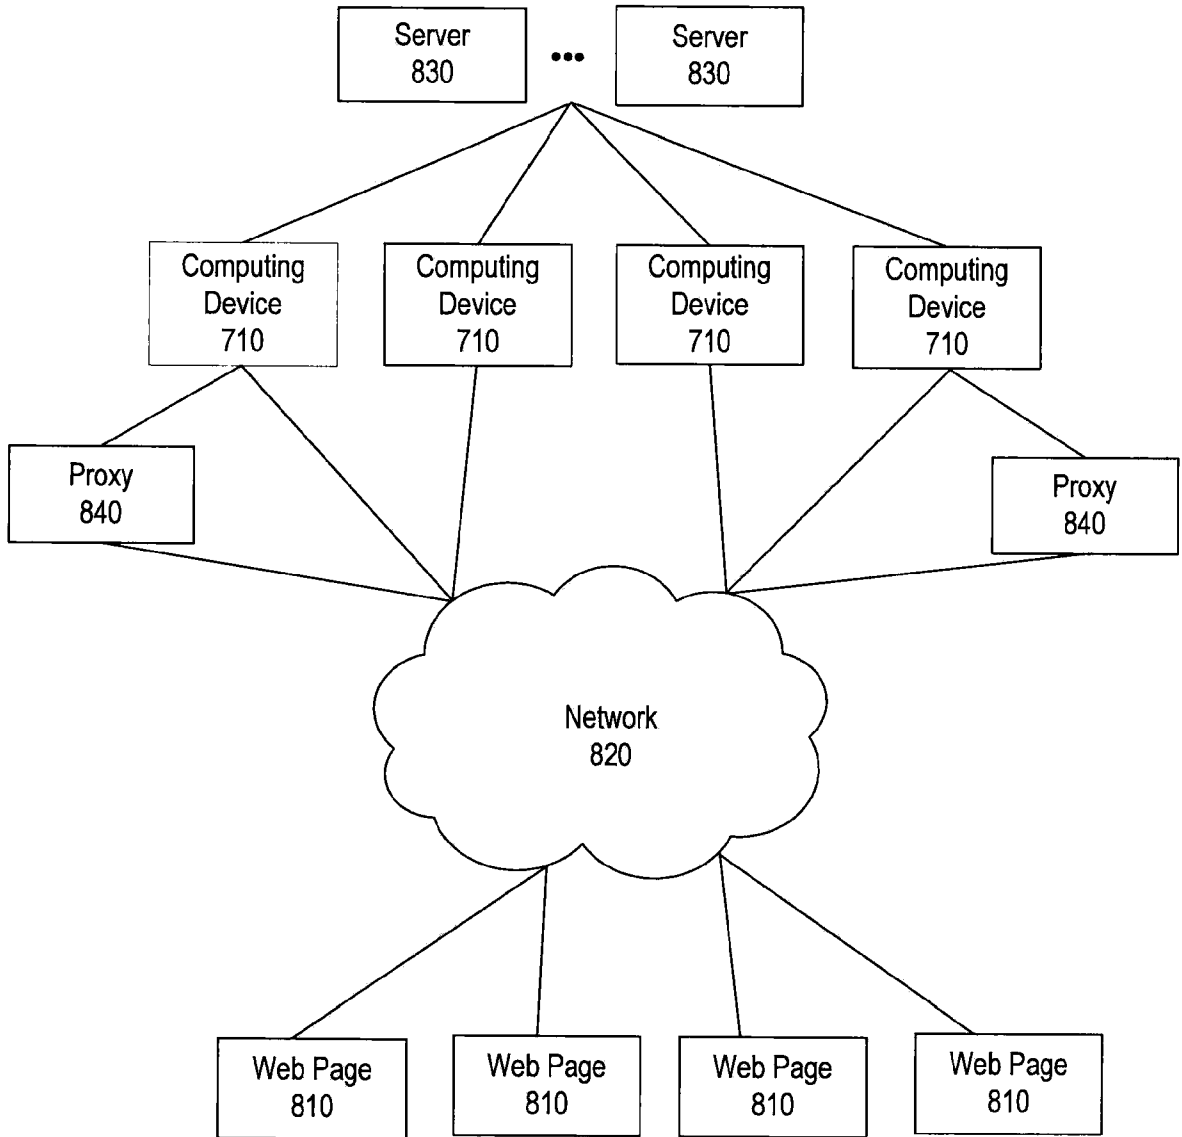 Server
830
•••
Server
830
Computing
Device
710
Computing
Device
710
Computing
Device
710
Computing
Device
710
Proxy
840
Proxy
840
Network
820
Web Page
810
Web Page
810
Web Page
810
Web Page
810